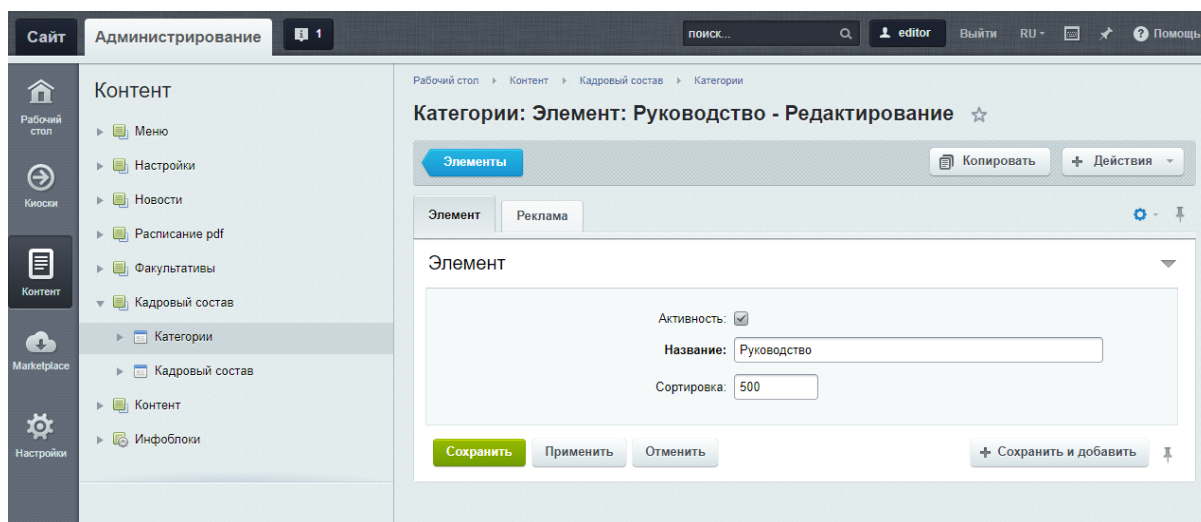 Сайт Администрирование 1 поиск... editor Выйти RU Помощь
Рабочий стол
Киоски
Контент
Marketplace
Настройки
Контент
Меню
Настройки
Новости
Расписание pdf
Факультативы
Кадровый состав
Категории
Кадровый состав
Контент
Инфоблоки
Рабочий стол Контент Кадровый состав Категории
Категории: Элемент: Руководство - Редактирование
Элементы Копировать Действия
Элемент Реклама
Элемент
Активность:
Название: Руководство
Сортировка: 500
Сохранить Применить Отменить Сохранить и добавить